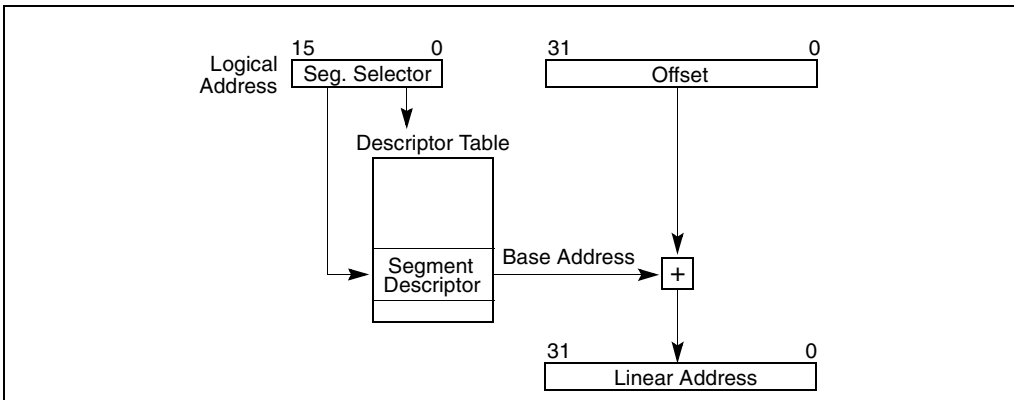 15 0
31 0
Logical
Address
Seg. Selector
Offset
Descriptor Table
Base Address
Segment
Descriptor
+
31 0
Linear Address